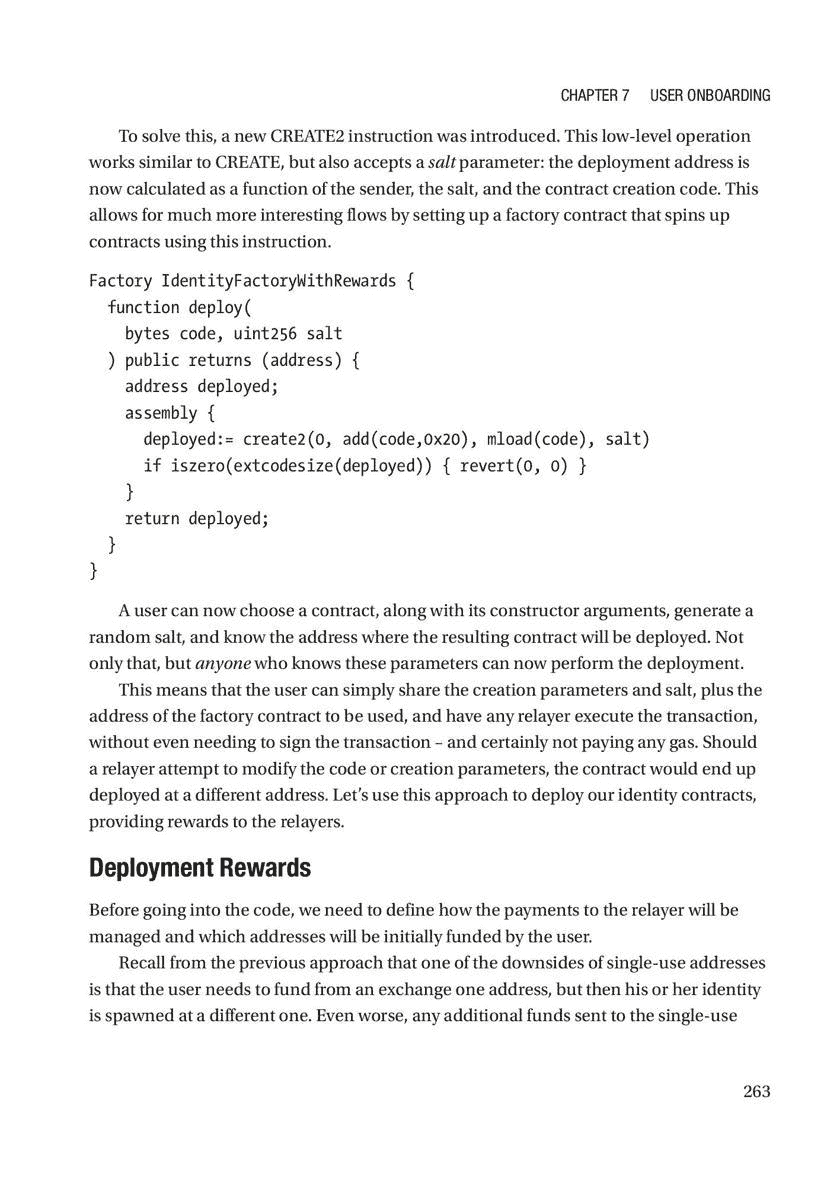 CHAPTER 7 USER ONBOARDING
To solve this, a new CREATE2 instruction was introduced. This low-level operation
works similar to CREATE, but also accepts a salt parameter: the deployment address is
now calculated as a function of the sender, the salt, and the contract creation code. This
allows for much more interesting flows by setting up a factory contract that spins up
contracts using this instruction.
Factory IdentityFactoryWithRewards {
  function deploy(
    bytes code, uint256 salt
  ) public returns (address) {
    address deployed;
    assembly {
      deployed:= create2(0, add(code,0x20), mload(code), salt)
      if iszero(extcodesize(deployed)) { revert(0, 0) }
    }
    return deployed;
  }
}
A user can now choose a contract, along with its constructor arguments, generate a
random salt, and know the address where the resulting contract will be deployed. Not
only that, but anyone who knows these parameters can now perform the deployment.
This means that the user can simply share the creation parameters and salt, plus the
address of the factory contract to be used, and have any relayer execute the transaction,
without even needing to sign the transaction – and certainly not paying any gas. Should
a relayer attempt to modify the code or creation parameters, the contract would end up
deployed at a different address. Let's use this approach to deploy our identity contracts,
providing rewards to the relayers.
Deployment Rewards
Before going into the code, we need to define how the payments to the relayer will be
managed and which addresses will be initially funded by the user.
Recall from the previous approach that one of the downsides of single-use addresses
is that the user needs to fund from an exchange one address, but then his or her identity
is spawned at a different one. Even worse, any additional funds sent to the single-use
263